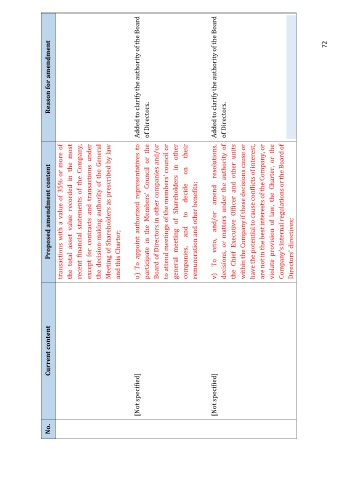 No.
Current content
Proposed amendment content
Reason for amendment
transactions with a value of 35% or more of
the total asset value recorded in the most
recent financial statements of the Company,
except for contracts and transactions under
the decision-making authority of the General
Meeting of Shareholders as prescribed by law
and this Charter;
[Not specified]
u) To appoint authorized representatives to
participate in the Members' Council or the
Board of Directors in other companies and/or
to attend meetings of the members' council or
general meeting of Shareholders in other
companies, and to decide on their
remuneration and other benefits;
Added to clarify the authority of the Board
of Directors.
[Not specified]
v) To veto, and/or amend resolutions,
decisions, or matters under the authority of
the Chief Executive Officer and other units
within the Company if these decisions cause or
have the potential to cause conflicts of interest,
are not in the best interests of the Company, or
violate provision of law, the Charter, or the
Company's internal regulations or the Board of
Directors' directives;
Added to clarify the authority of the Board
of Directors.
72